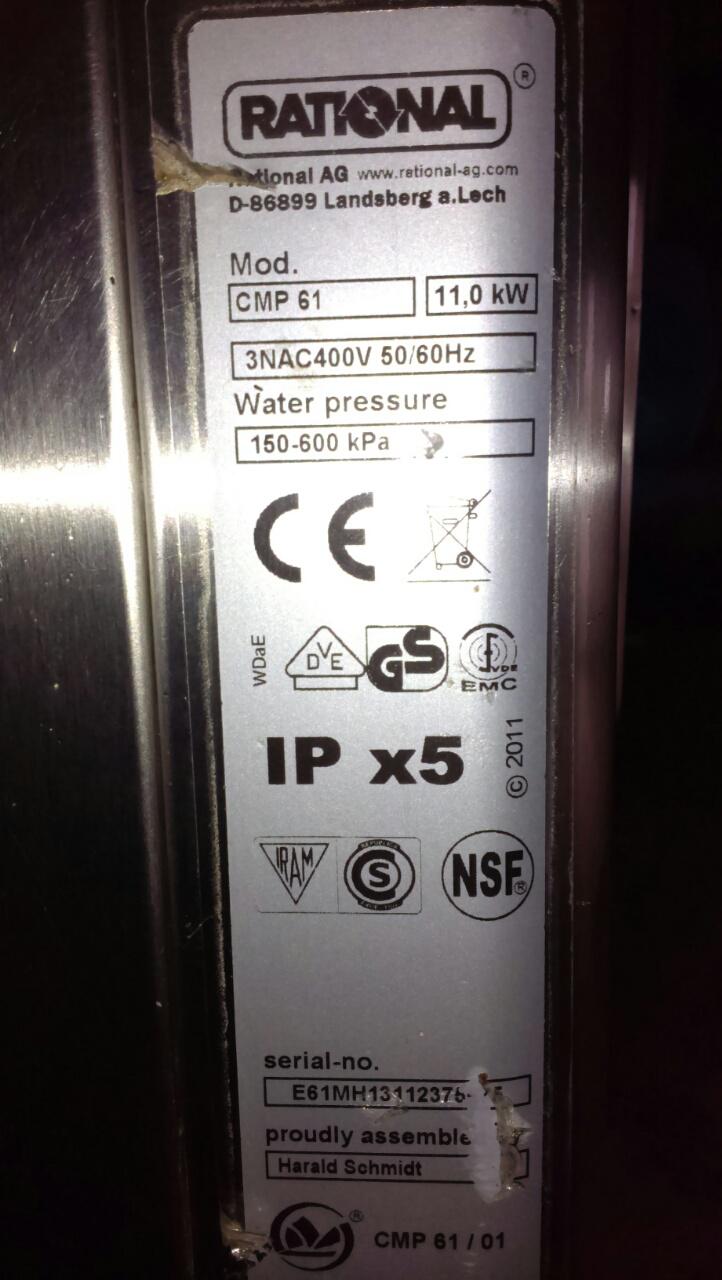 RATIONAL ®
AG www.rational-ag.com
D-86899 Landsberg a.Lech
Mod.
CMP 61 11,0 kW
3NAC400V 50/60Hz
Water pressure
150-600 kPa
CE
WDaE DVE GS VDE
EMC
IP x5 © 2011
IRAM S NSF ®
serial-no.
proudly
Harald Schmidt
® CMP 61 / 01